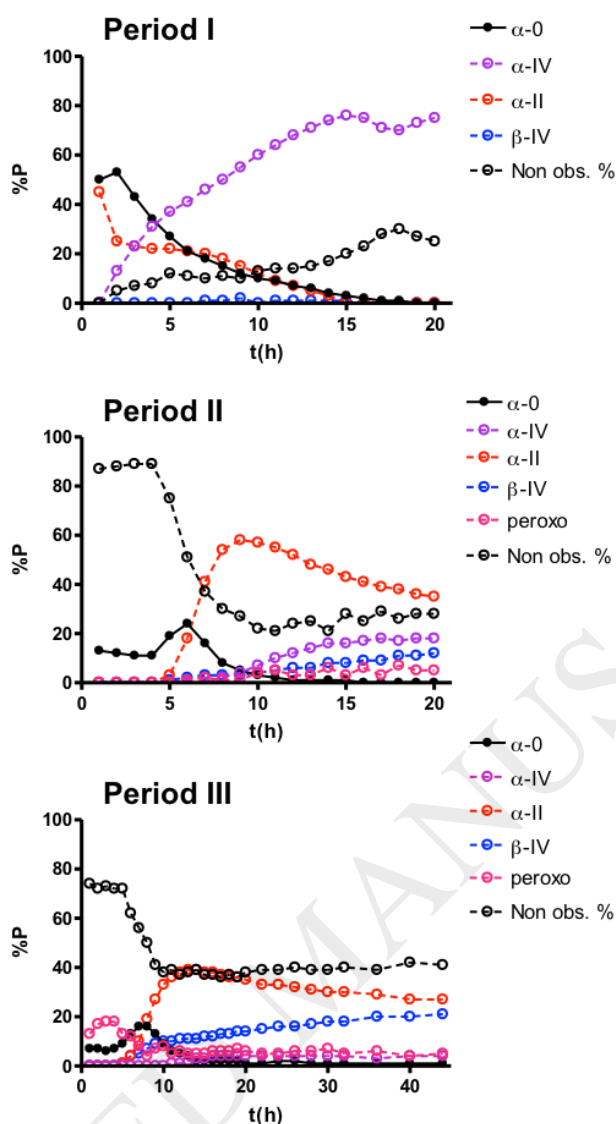 Period I
α-0
α-IV
α-II
β-IV
Non obs. %
100
80
60
40
20
0
%P
0 5 10 15 20
t(h)
Period II
α-0
α-IV
α-II
β-IV
peroxo
Non obs. %
100
80
60
40
20
0
%P
0 5 10 15 20
t(h)
Period III
α-0
α-IV
α-II
β-IV
peroxo
Non obs. %
100
80
60
40
20
0
%P
0 10 20 30 40
t(h)
MANUS